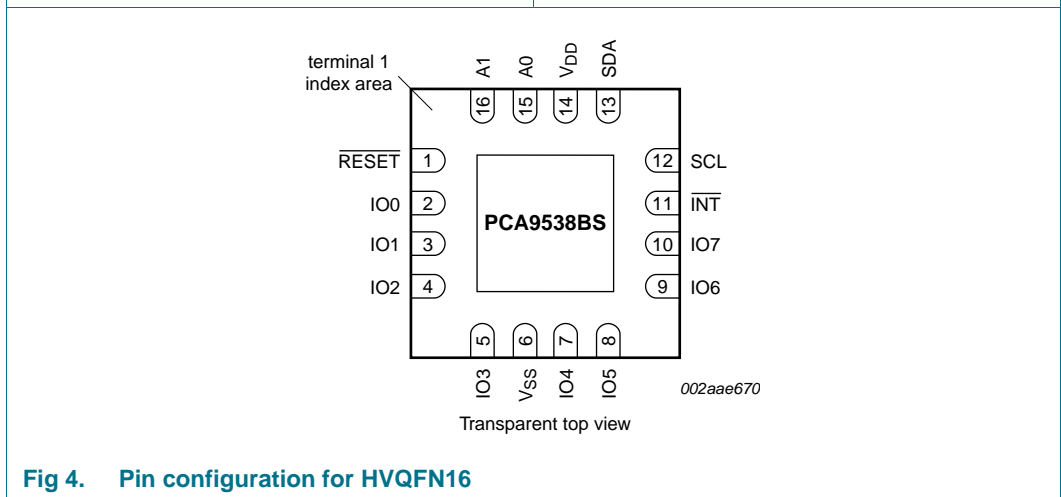 terminal 1
index area
A1
A0
VDD
SDA
16
15
14
13
RESET 1
12 SCL
IO0 2
11 INT
PCA9538BS
IO1 3
10 IO7
IO2 4
9 IO6
5
6
7
8
IO3
VSS
IO4
IO5
002aae670
Transparent top view
Fig 4. Pin configuration for HVQFN16